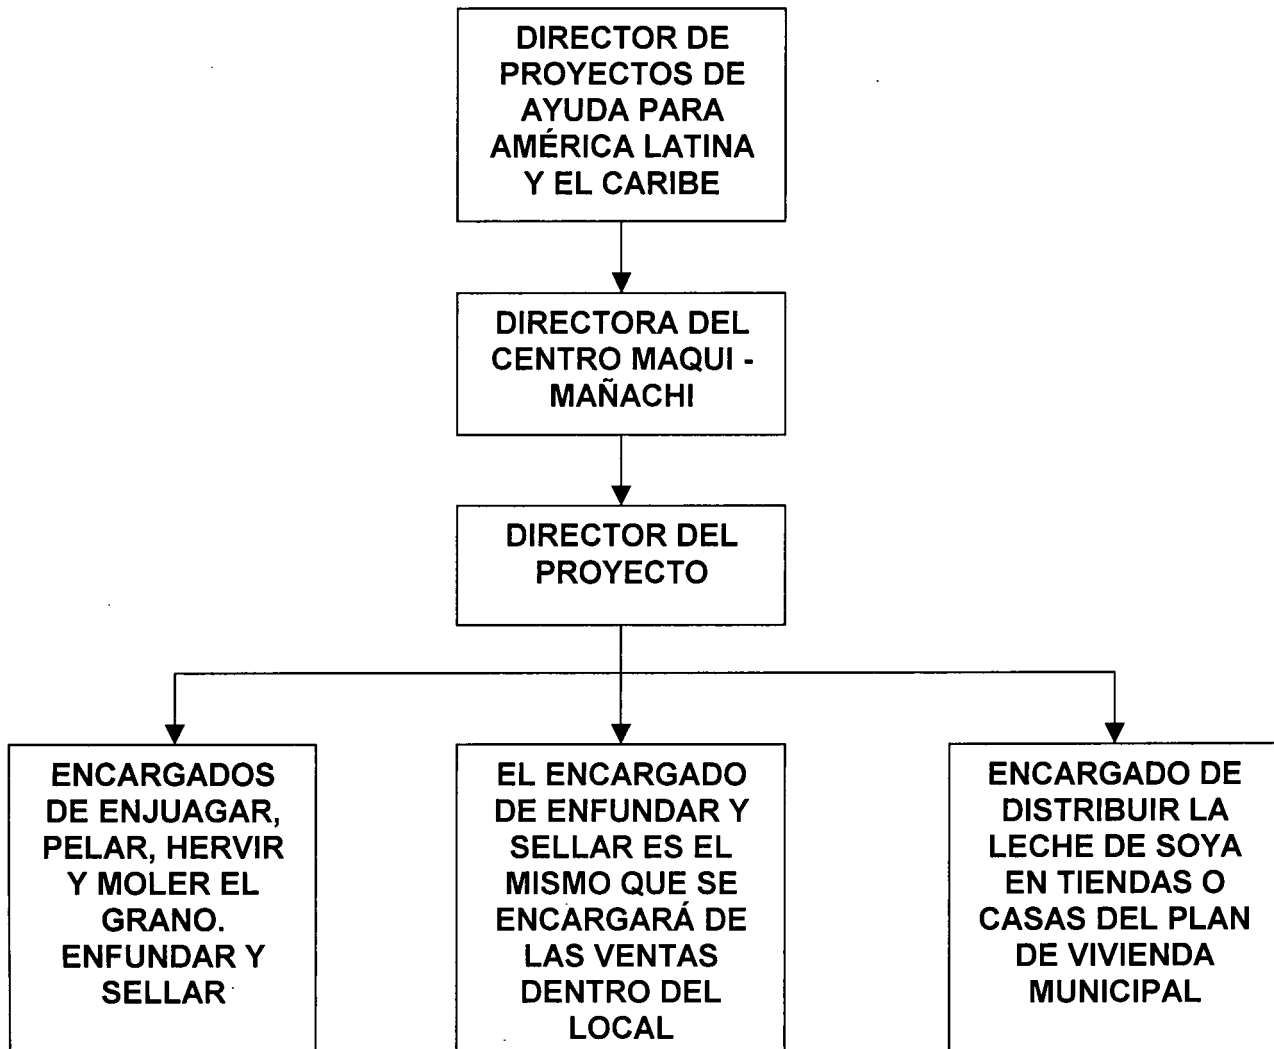 DIRECTOR DE
PROYECTOS DE
AYUDA PARA
AMÉRICA LATINA
Y EL CARIBE
DIRECTORA DEL
CENTRO MAQUI -
MAÑACHI
DIRECTOR DEL
PROYECTO
ENCARGADOS
DE ENJUAGAR,
PELAR, HERVIR
Y MOLER EL
GRANO.
ENFUNDAR Y
SELLAR
EL ENCARGADO
DE ENFUNDAR Y
SELLAR ES EL
MISMO QUE SE
ENCARGARÁ DE
LAS VENTAS
DENTRO DEL
LOCAL
ENCARGADO DE
DISTRIBUIR LA
LECHE DE SOYA
EN TIENDAS O
CASAS DEL PLAN
DE VIVIENDA
MUNICIPAL